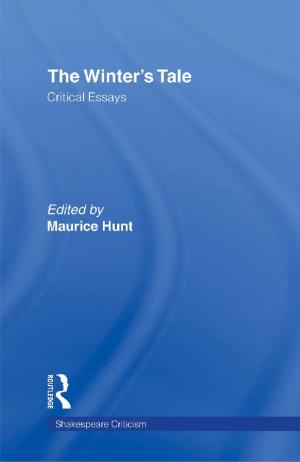 The Winter's Tale
Critical Essays
Edited by
Maurice Hunt
ROUTLEDGE
Shakespeare Criticism